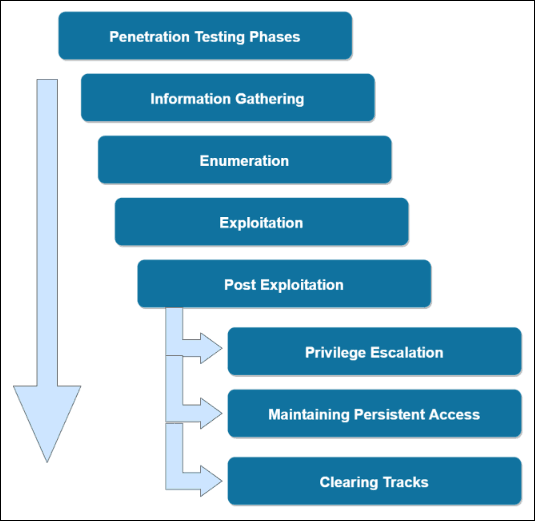 Penetration Testing Phases
Information Gathering
Enumeration
Exploitation
Post Exploitation
Privilege Escalation
Maintaining Persistent Access
Clearing Tracks